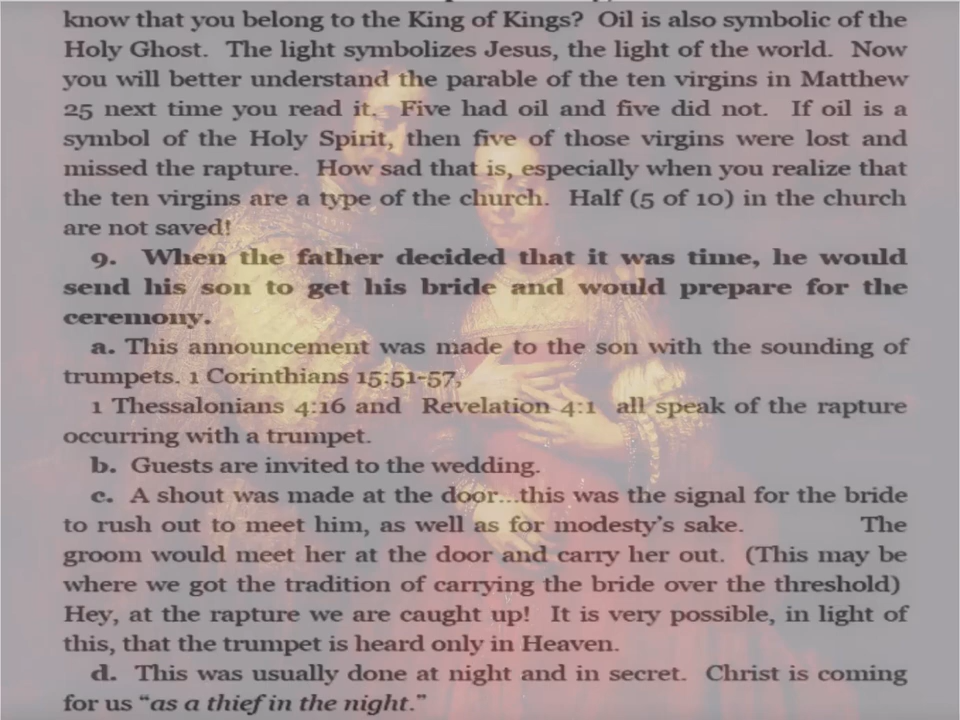 know that you belong to the King of Kings?  Oil is also symbolic of the
Holy Ghost.  The light symbolizes Jesus, the light of the world.  Now
you will better understand the parable of the ten virgins in Matthew
25 next time you read it.  Five had oil and five did not.  If oil is a
symbol of the Holy Spirit, then five of those virgins were lost and
missed the rapture.  How sad that is, especially when you realize that
the ten virgins are a type of the church.  Half (5 of 10) in the church
are not saved!
9.  When the father decided that it was time, he would
send his son to get his bride and would prepare for the
ceremony.
a. This announcement was made to the son with the sounding of
trumpets. 1 Corinthians 15:51-57,
1 Thessalonians 4:16 and  Revelation 4:1  all speak of the rapture
occurring with a trumpet.
b.  Guests are invited to the wedding.
c.  A shout was made at the door...this was the signal for the bride
to rush out to meet him, as well as for modesty's sake.  The
groom would meet her at the door and carry her out.  (This may be
where we got the tradition of carrying the bride over the threshold)
Hey, at the rapture we are caught up!  It is very possible, in light of
this, that the trumpet is heard only in Heaven.
d.  This was usually done at night and in secret.  Christ is coming
for us “as a thief in the night.”